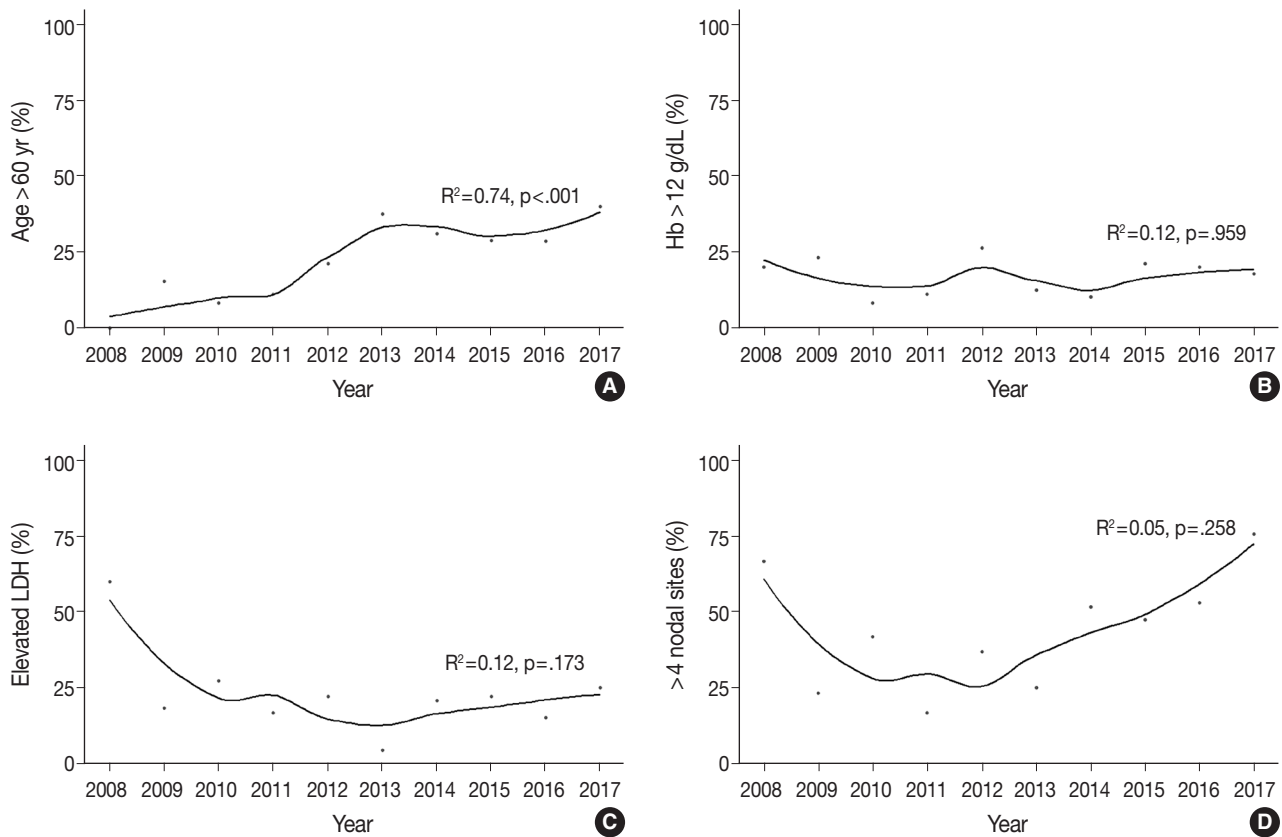 100
75
50
25
0
Age > 60 yr (%)
R²=0.74, p<.001
2008 2009 2010 2011 2012 2013 2014 2015 2016 2017
Year
A
100
75
50
25
0
Hb > 12 g/dL (%)
R²=0.12, p=.959
2008 2009 2010 2011 2012 2013 2014 2015 2016 2017
Year
B
100
75
50
25
0
Elevated LDH (%)
R²=0.12, p=.173
2008 2009 2010 2011 2012 2013 2014 2015 2016 2017
Year
C
100
75
50
25
0
>4 nodal sites (%)
R²=0.05, p=.258
2008 2009 2010 2011 2012 2013 2014 2015 2016 2017
Year
D